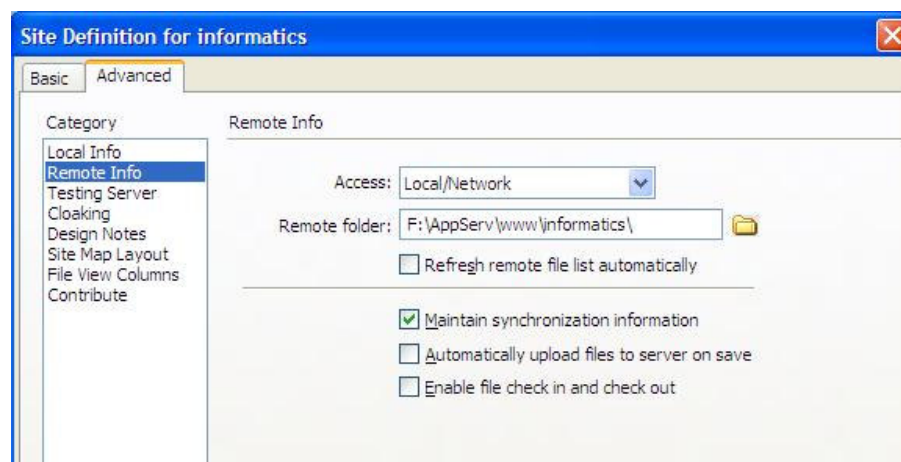 Site Definition for informatics
Basic Advanced
Category
Local Info
Remote Info
Testing Server
Cloaking
Design Notes
Site Map Layout
File View Columns
Contribute
Remote Info
Access: Local/Network
Remote folder: F:\AppServ\www\informatics\
Refresh remote file list automatically
Maintain synchronization information
Automatically upload files to server on save
Enable file check in and check out